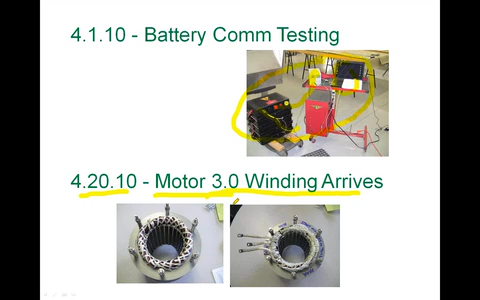 4.1.10 - Battery Comm Testing
4.20.10 - Motor 3.0 Winding Arrives